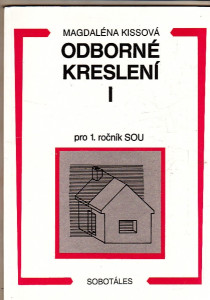 MAGDALÉNA KISSOVÁ
ODBORNÉ
KRESLENÍ
I
pro 1. ročník SOU
SOBOTÁLES